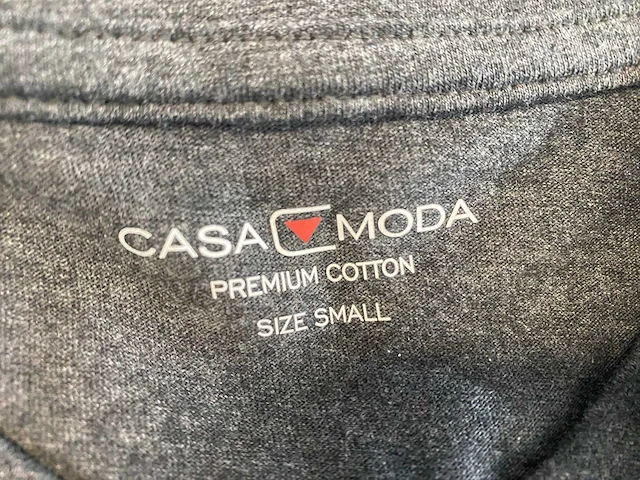 CASA MODA
PREMIUM COTTON
SIZE SMALL